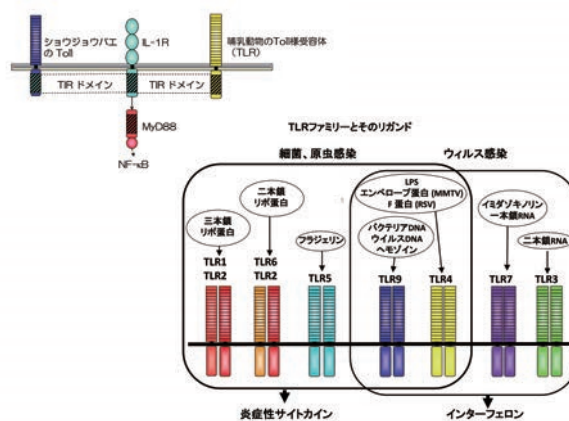 ショウジョウバエ
のToll
IL-1R
哺乳動物のToll様受容体
(TLR)
TIR ドメイン
TIR ドメイン
MyD88
NF-κB
TLRファミリーとそのリガンド
細菌、原虫感染
ウィルス感染
三本鎖
リポ蛋白
二本鎖
リポ蛋白
フラジェリン
LPS
エンベロープ蛋白 (MMTV)
F 蛋白 (RSV)
バクテリアDNA
ウイルスDNA
ヘモゾイン
イミダゾキノリン
一本鎖RNA
二本鎖RNA
TLR1
TLR2
TLR6
TLR2
TLR5
TLR9
TLR4
TLR7
TLR3
炎症性サイトカイン
インターフェロン